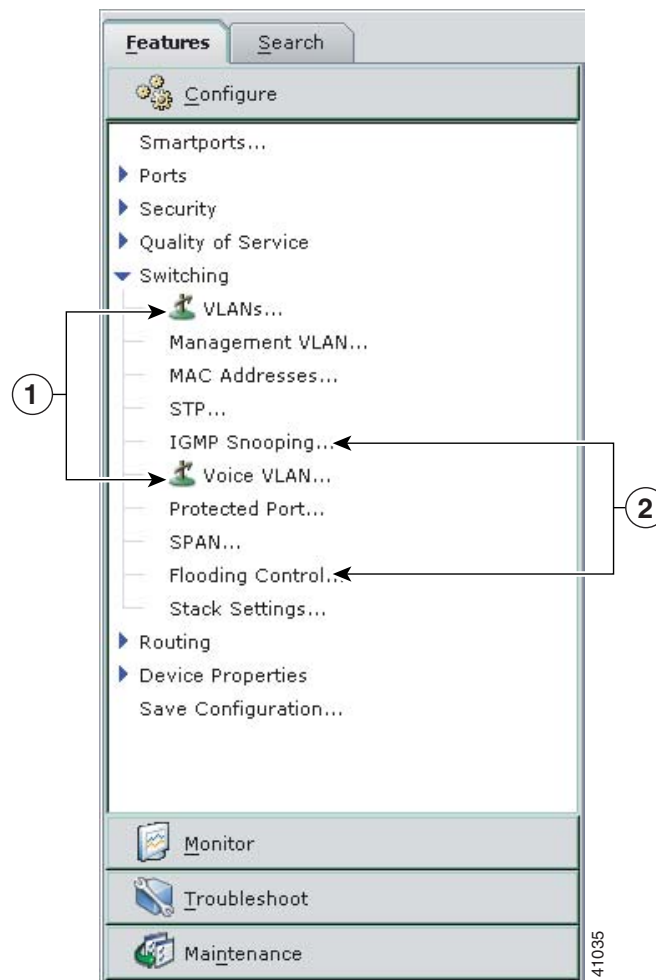 Features
Search
Configure
Smartports...
Ports
Security
Quality of Service
Switching
VLANs...
Management VLAN...
MAC Addresses...
STP...
IGMP Snooping...
Voice VLAN...
Protected Port...
SPAN...
Flooding Control...
Stack Settings...
Routing
Device Properties
Save Configuration...
Monitor
Troubleshoot
Maintenance
1
2
41035